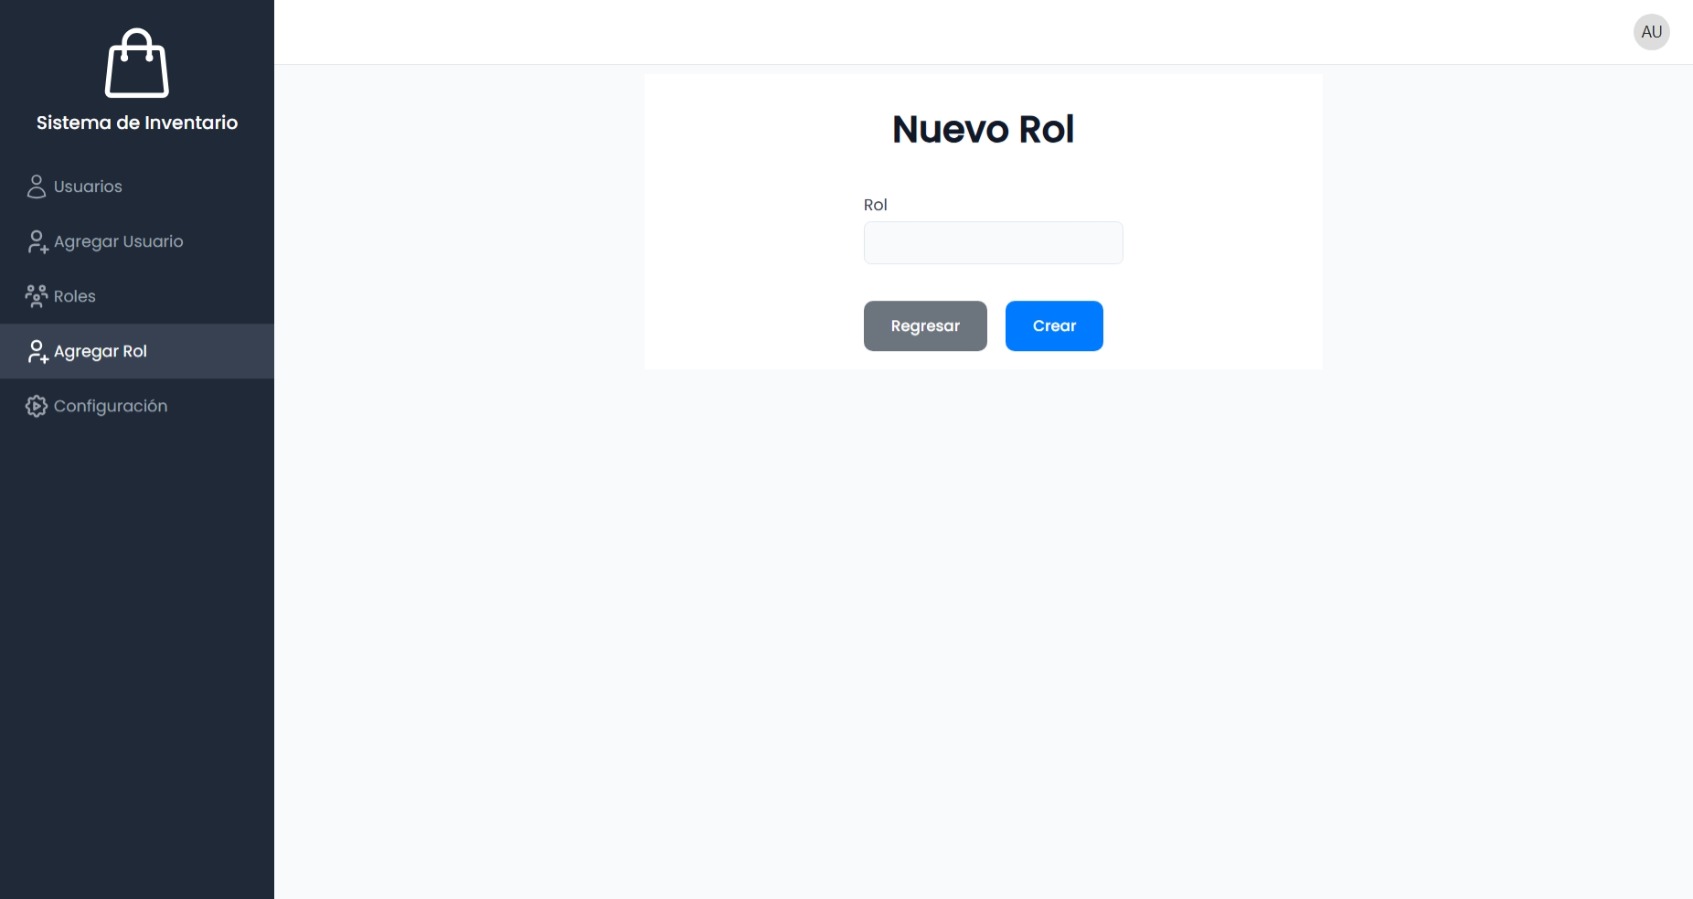 AU
Sistema de Inventario
Usuarios
Agregar Usuario
Roles
Agregar Rol
Configuración
Nuevo Rol
Rol
Regresar
Crear